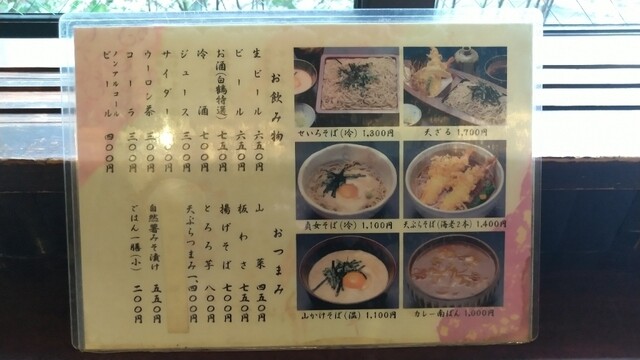 せいろそば(冷) 1,300円
天ざる 1,700円
貞女そば(冷) 1,100円
天ぷらそば(海老2本) 1,400円
山かけそば(温) 1,100円
カレー南ばん 1,000円
お飲み物
生ビール 六五〇円
ビール 六五〇円
お酒(白鶴特選) 七五〇円
冷酒 七〇〇円
ジュース 三〇〇円
サイダー
ウーロン茶 三〇〇円
コーラ 三〇〇円
ノンアルコール
ビール 四〇〇円
おつまみ
山菜 四五〇円
板わさ 七五〇円
揚げそば 七〇〇円
とろろ芋 八〇〇円
天ぷらつまみ 一、四〇〇円
自然薯みそ漬け 五五〇円
ごはん一膳(小) 二〇〇円